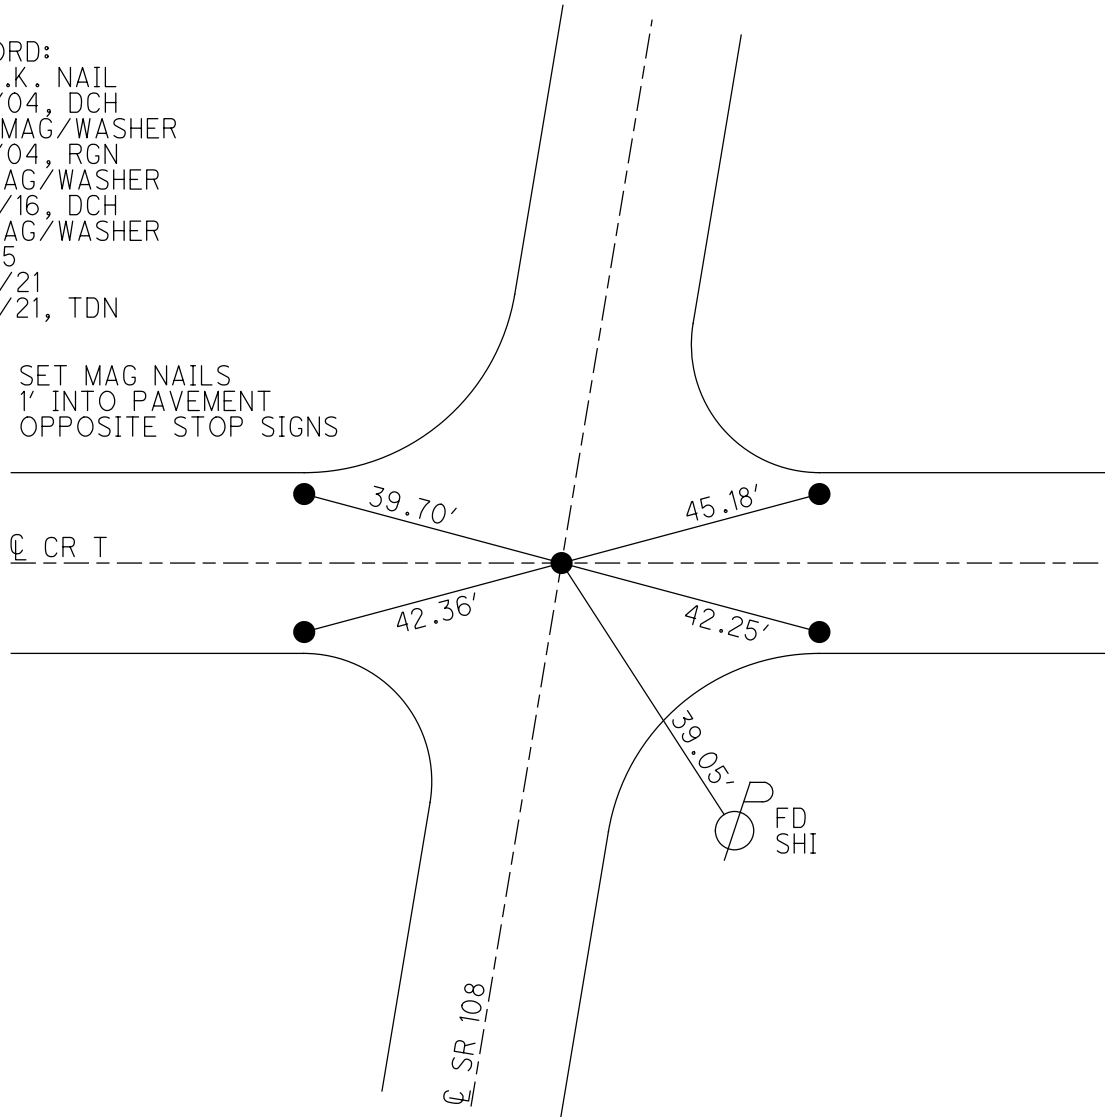 ORD:
.K. NAIL
/04, DCH
MAG/WASHER
/04, RGN
AG/WASHER
/16, DCH
AG/WASHER
5
/21
/21, TDN
SET MAG NAILS
1' INTO PAVEMENT
OPPOSITE STOP SIGNS
39.70'
45.18'
℄ CR T
42.36'
42.25'
39.05'
FD
SHI
℄ SR 108